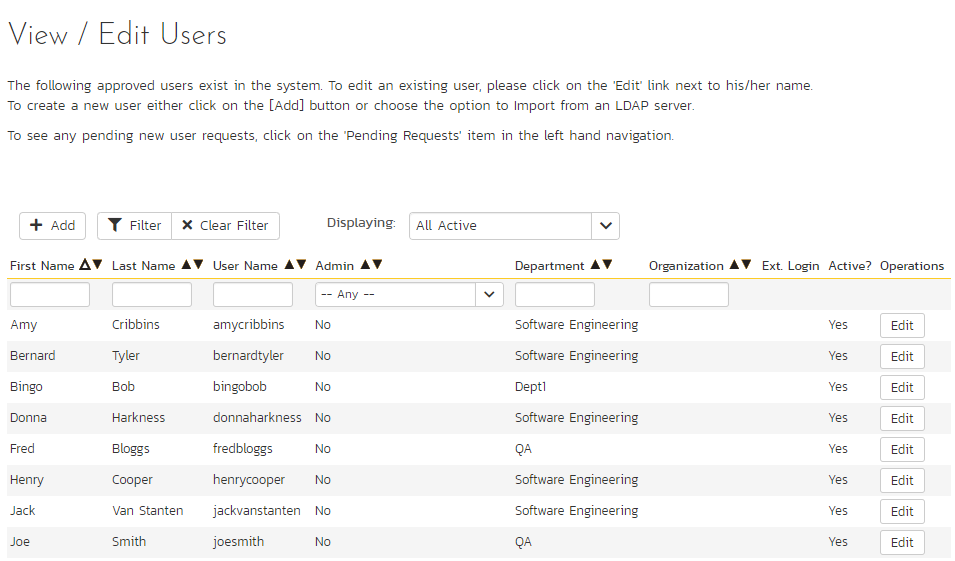 View / Edit Users
The following approved users exist in the system. To edit an existing user, please click on the 'Edit' link next to his/her name.
To create a new user either click on the [Add] button or choose the option to Import from an LDAP server.
To see any pending new user requests, click on the 'Pending Requests' item in the left hand navigation.
Add Filter Clear Filter Displaying: All Active
First Name Last Name User Name Admin Department Organization Ext. Login Active? Operations
-- Any --
Amy Cribbins amycribbins No Software Engineering Yes Edit
Bernard Tyler bernardtyler No Software Engineering Yes Edit
Bingo Bob bingobob No Dept1 Yes Edit
Donna Harkness donnaharkness No Software Engineering Yes Edit
Fred Bloggs fredbloggs No QA Yes Edit
Henry Cooper henrycooper No Software Engineering Yes Edit
Jack Van Stanten jackvanstanten No Software Engineering Yes Edit
Joe Smith joesmith No QA Yes Edit